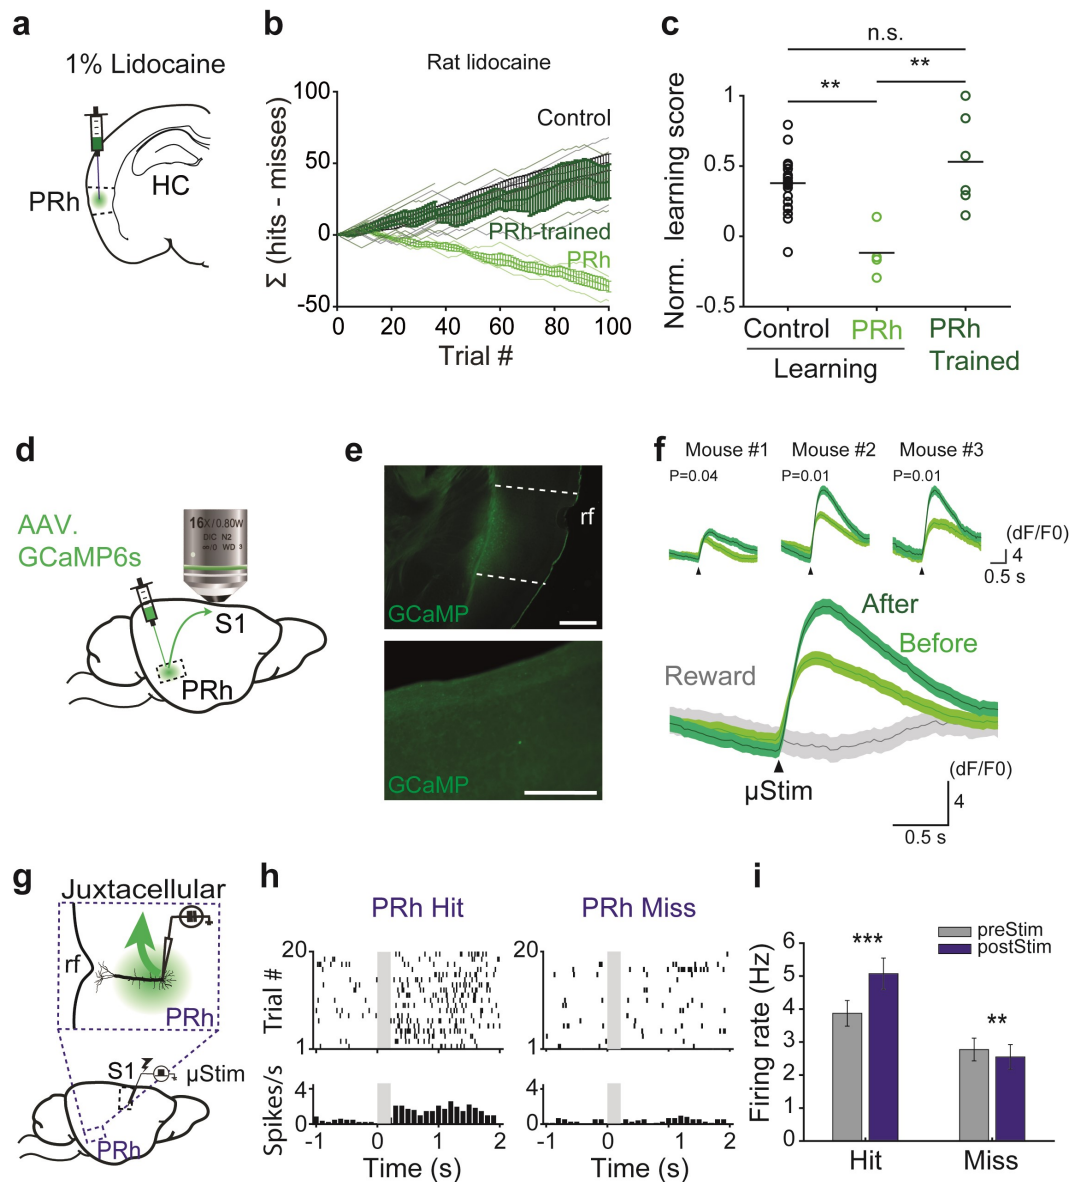 a
1% Lidocaine
PRh
HC
b
Rat lidocaine
Σ (hits - misses)
100
50
0
-50
Control
PRh-trained
PRh
0 20 40 60 80 100
Trial #
c
n.s.
** **
Norm. learning score
1
0.5
0
-0.5
Control PRh PRh
Trained
Learning
d
AAV.
GCaMP6s
16X/0.80W
DIC N2
∞/0 WD 3
S1
PRh
e
rf
GCaMP
GCaMP
f
Mouse #1 Mouse #2 Mouse #3
P=0.04 P=0.01 P=0.01
(dF/F0)
4
0.5 s
After
Before
Reward
µStim
(dF/F0)
4
0.5 s
g
Juxtacellular
rf
PRh
S1
µStim
PRh
h
PRh Hit PRh Miss
Trial #
20 20
1 1
Spikes/s
4 4
0 0
-1 0 1 2 -1 0 1 2
Time (s) Time (s)
i
preStim
postStim
Firing rate (Hz)
6
5
4
3
2
1
0
***
**
Hit Miss